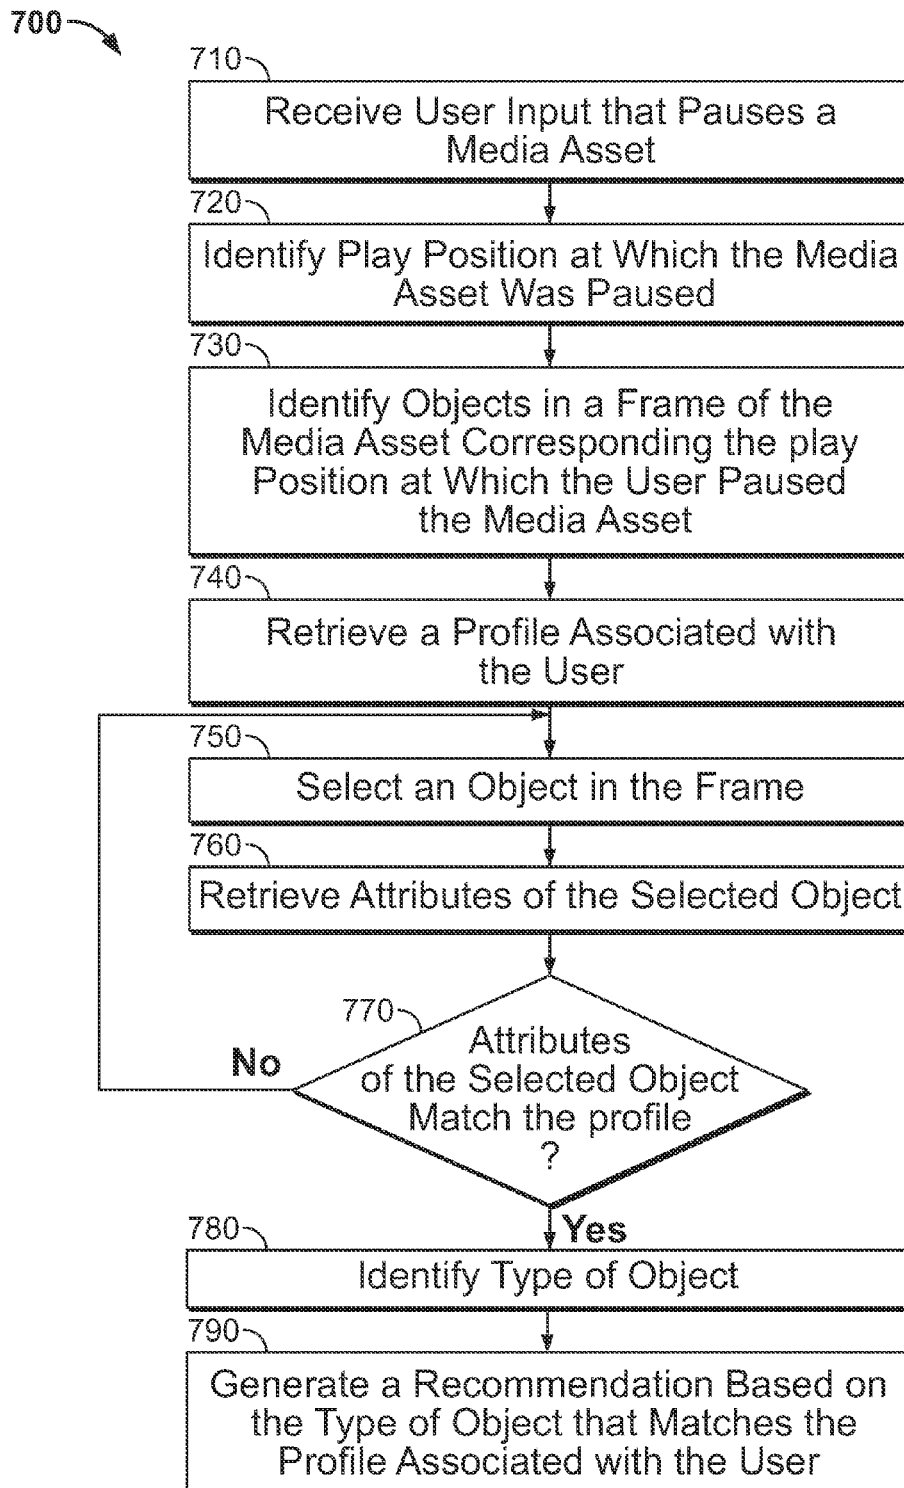 700
710
Receive User Input that Pauses a
Media Asset
720
Identify Play Position at Which the Media
Asset Was Paused
730
Identify Objects in a Frame of the
Media Asset Corresponding the play
Position at Which the User Paused
the Media Asset
740
Retrieve a Profile Associated with
the User
750
Select an Object in the Frame
760
Retrieve Attributes of the Selected Object
770
Attributes
of the Selected Object
Match the profile
?
No
Yes
780
Identify Type of Object
790
Generate a Recommendation Based on
the Type of Object that Matches the
Profile Associated with the User